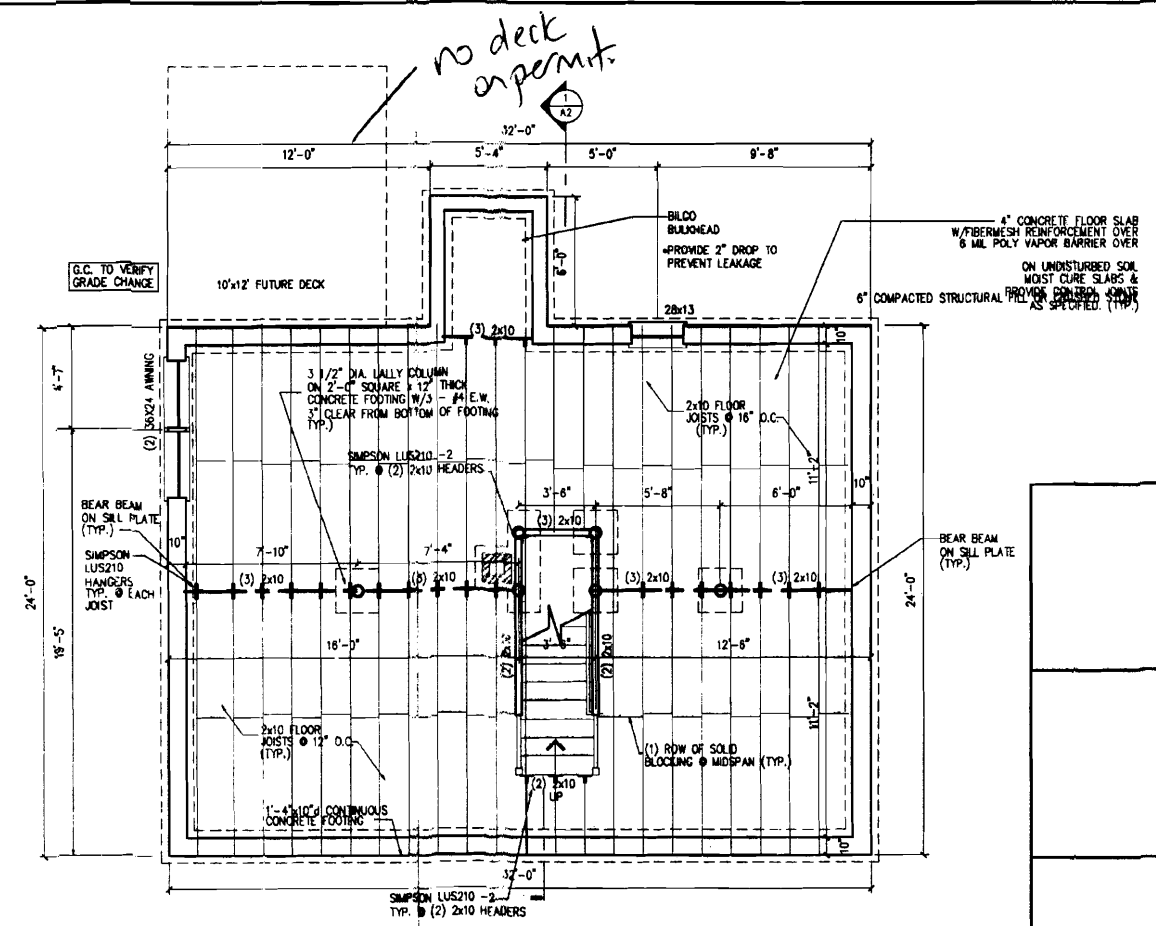 no deck
on permit.
1
A2
32'-0"
12'-0"
5'-4"
5'-0"
9'-8"
BILCO
BULKHEAD
*PROVIDE 2" DROP TO
PREVENT LEAKAGE
6'-0"
4" CONCRETE FLOOR SLAB
W/FIBERMESH REINFORCEMENT OVER
6 MIL POLY VAPOR BARRIER OVER
ON UNDISTURBED SOIL
MOIST CURE SLABS &
PROVIDE CONTROL JOINTS
6" COMPACTED STRUCTURAL FILL OR CRUSHED STONE
AS SPECIFIED. (TYP.)
G.C. TO VERIFY
GRADE CHANGE
10'x12' FUTURE DECK
28x13
(3) 2x10
10"
4'-7"
(2) 36X24 AWNING
3 1/2" DIA. LALLY COLUMN
ON 2'-0" SQUARE x 12" THICK
CONCRETE FOOTING W/3 - #4 E.W.
3" CLEAR FROM BOTTOM OF FOOTING
TYP.)
2x10 FLOOR
JOISTS @ 16" O.C.
(TYP.)
11'-2"
SIMPSON LUS210 -2
TYP. @ (2) 2x10 HEADERS
10"
3'-6"
5'-8"
6'-0"
BEAR BEAM
ON SILL PLATE
(TYP.)
(3) 2x10
10"
7'-10"
7'-4"
BEAR BEAM
ON SILL PLATE
(TYP.)
SIMPSON
LUS210
HANGERS
TYP. @ EACH
JOIST
(3) 2x10
(3) 2x10
(3) 2x10
(3) 2x10
24'-0"
24'-0"
19'-5"
16'-0"
(2) 2x10
3'-6"
(2) 2x10
12'-6"
11'-2"
2x10 FLOOR
JOISTS @ 12" O.C.
(TYP.)
(1) ROW OF SOLID
BLOCKING @ MIDSPAN (TYP.)
(2) 2x10
UP
1'-4"x10"d CONTINUOUS
CONCRETE FOOTING
10"
32'-0"
SIMPSON LUS210 -2
TYP. @ (2) 2x10 HEADERS